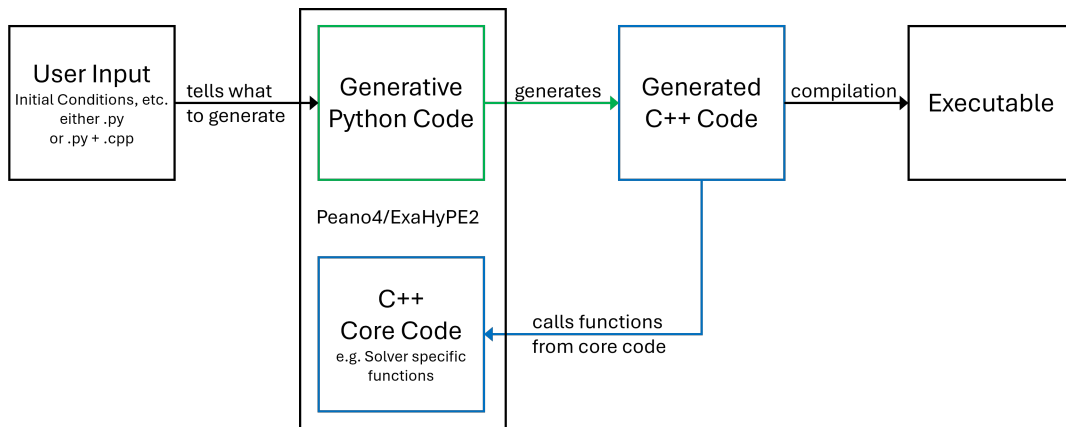 User Input
Initial Conditions, etc.
either .py
or .py + .cpp
tells what
to generate
Generative
Python Code
generates
Generated
C++ Code
compilation
Executable
Peano4/ExaHyPE2
C++
Core Code
e.g. Solver specific
functions
calls functions
from core code